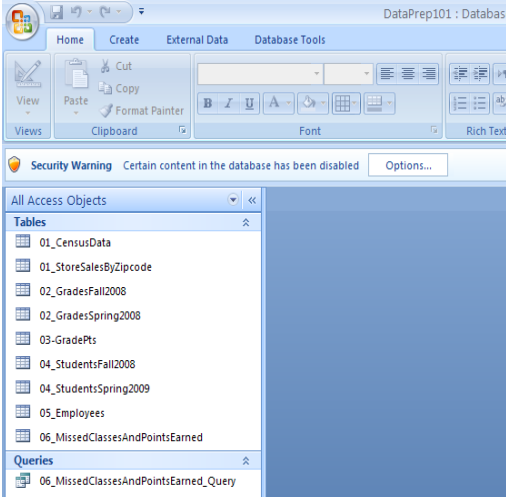 DataPrep101 : Databas
Home Create External Data Database Tools
View Paste Cut
Copy
Format Painter
B I U A ab
Views Clipboard Font Rich Text
Security Warning Certain content in the database has been disabled Options...
All Access Objects
Tables
01_CensusData
01_StoreSalesByZipcode
02_GradesFall2008
02_GradesSpring2008
03-GradePts
04_StudentsFall2008
04_StudentsSpring2009
05_Employees
06_MissedClassesAndPointsEarned
Queries
06_MissedClassesAndPointsEarned_Query